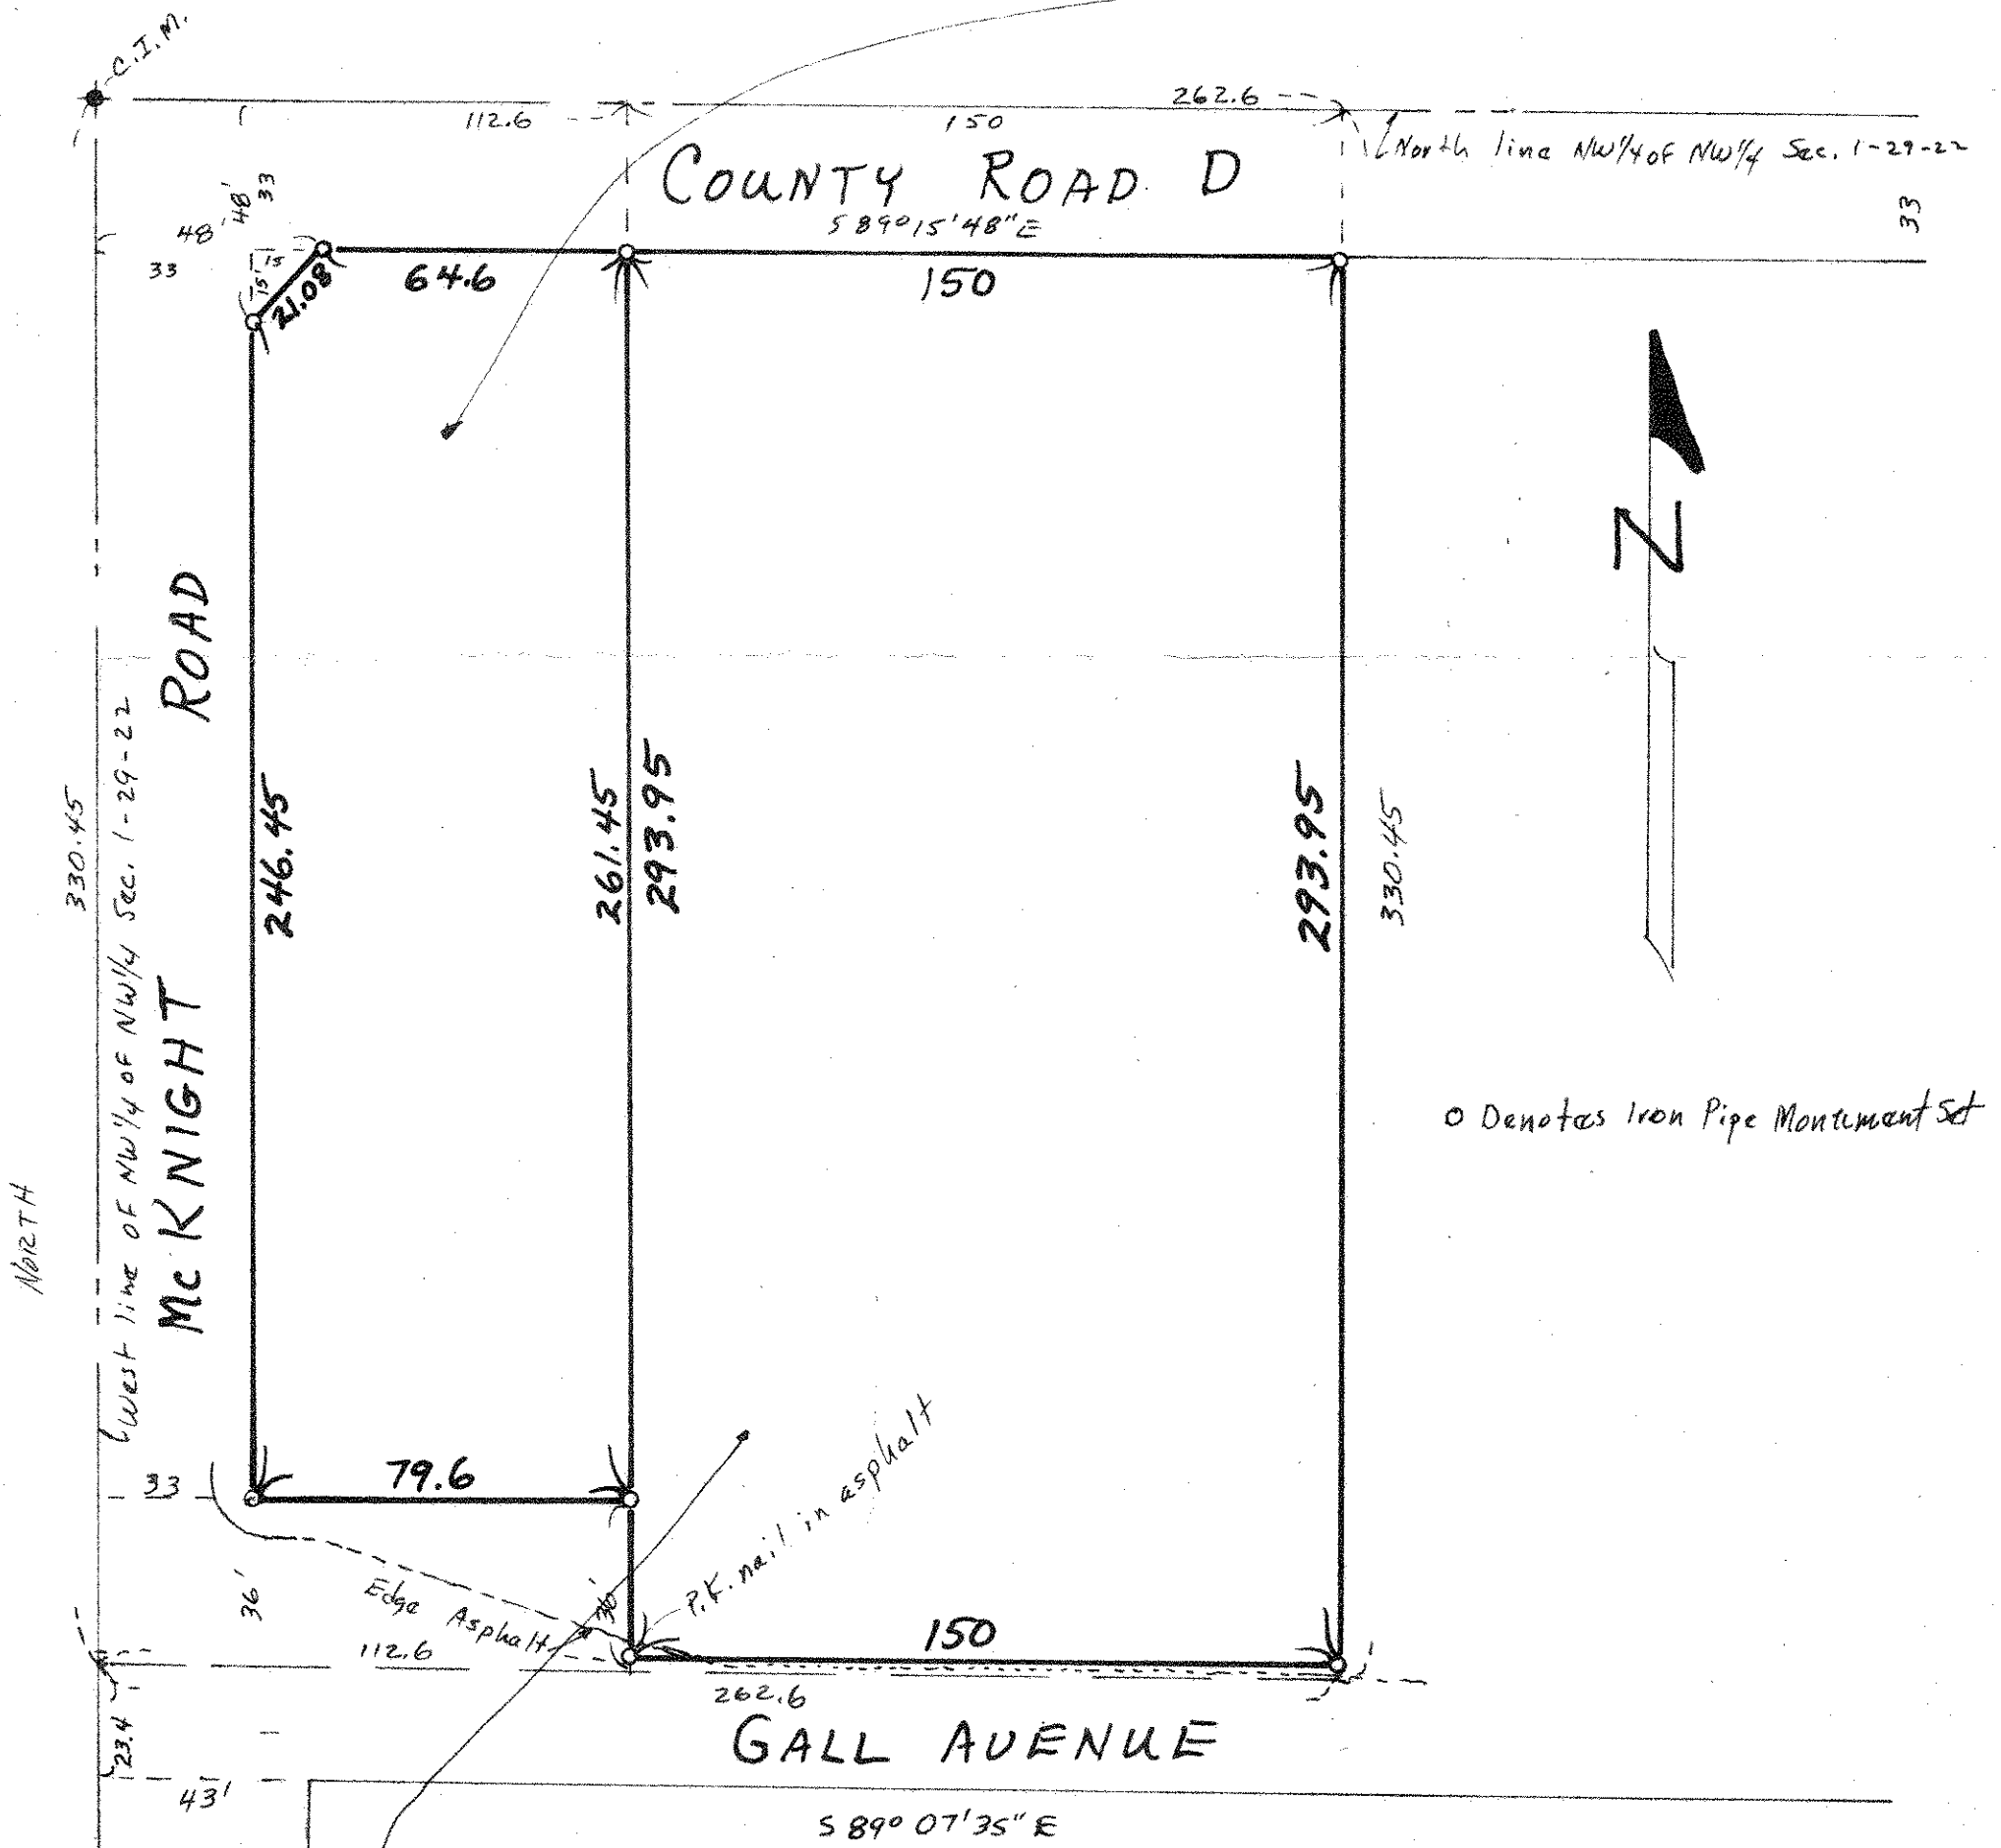 C.I.M.
262.6
112.6
150
North line NW1/4 OF NW1/4 Sec. 1-29-22
COUNTY ROAD D
S 89° 15' 48" E
48'
33
33
48'
33
15
15'
21.08
64.6
150
N
McKNIGHT ROAD
West line OF NW1/4 OF NW1/4 Sec. 1-29-22
330.45
NORTH
246.45
261.45
293.95
293.95
330.45
o Denotes Iron Pipe Monument Set
33
79.6
P.K. nail in asphalt
36'
Edge Asphalt
36'
112.6
150
262.6
23.4
GALL AVENUE
43'
S 89° 07' 35" E